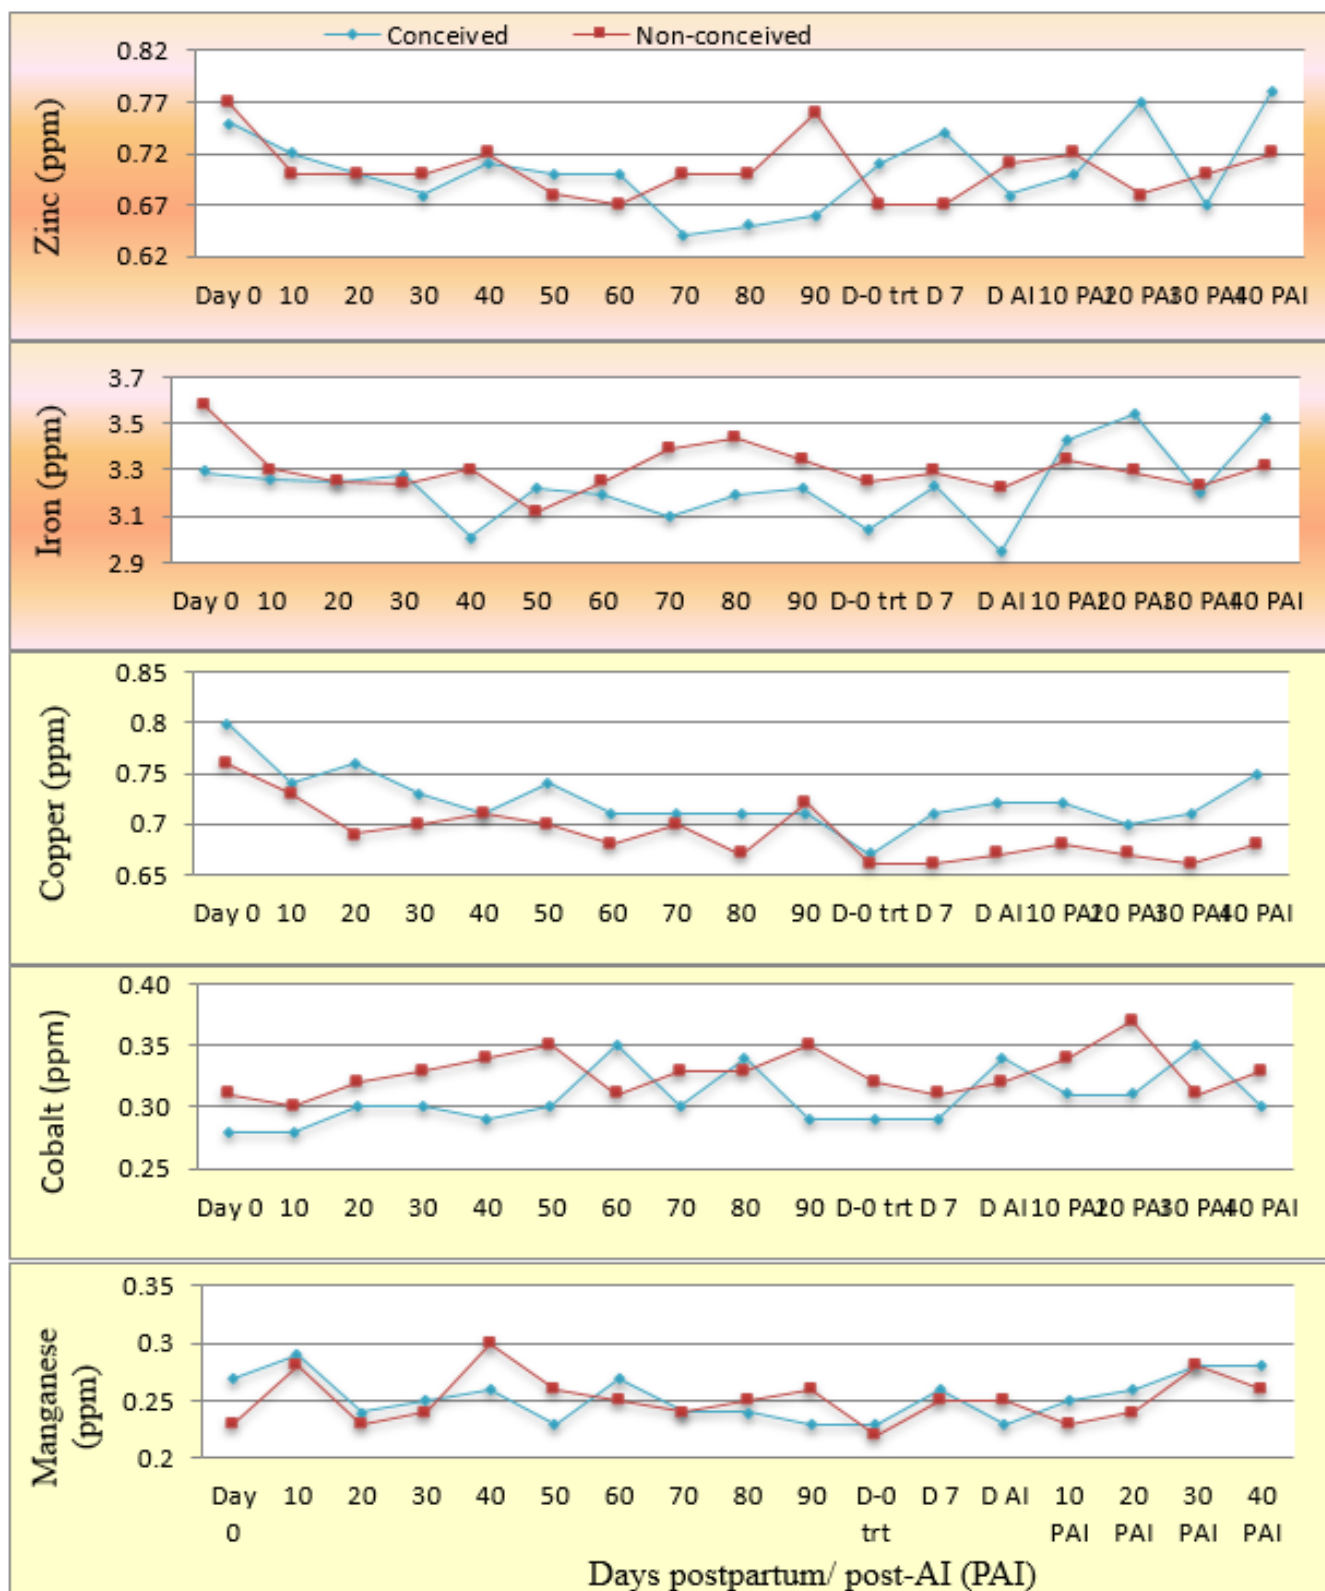 Conceived Non-conceived
Zinc (ppm)
0.82
0.77
0.72
0.67
0.62
Day 0 10 20 30 40 50 60 70 80 90 D-0 trt D 7 D AI 10 PAI 20 PAI 30 PAI 40 PAI
Iron (ppm)
3.7
3.5
3.3
3.1
2.9
Day 0 10 20 30 40 50 60 70 80 90 D-0 trt D 7 D AI 10 PAI 20 PAI 30 PAI 40 PAI
Copper (ppm)
0.85
0.8
0.75
0.7
0.65
Day 0 10 20 30 40 50 60 70 80 90 D-0 trt D 7 D AI 10 PAI 20 PAI 30 PAI 40 PAI
Cobalt (ppm)
0.40
0.35
0.30
0.25
Day 0 10 20 30 40 50 60 70 80 90 D-0 trt D 7 D AI 10 PAI 20 PAI 30 PAI 40 PAI
Manganese
(ppm)
0.35
0.3
0.25
0.2
Day 10 20 30 40 50 60 70 80 90 D-0 D 7 D AI 10 20 30 40
0 trt PAI PAI PAI PAI
Days postpartum/ post-AI (PAI)